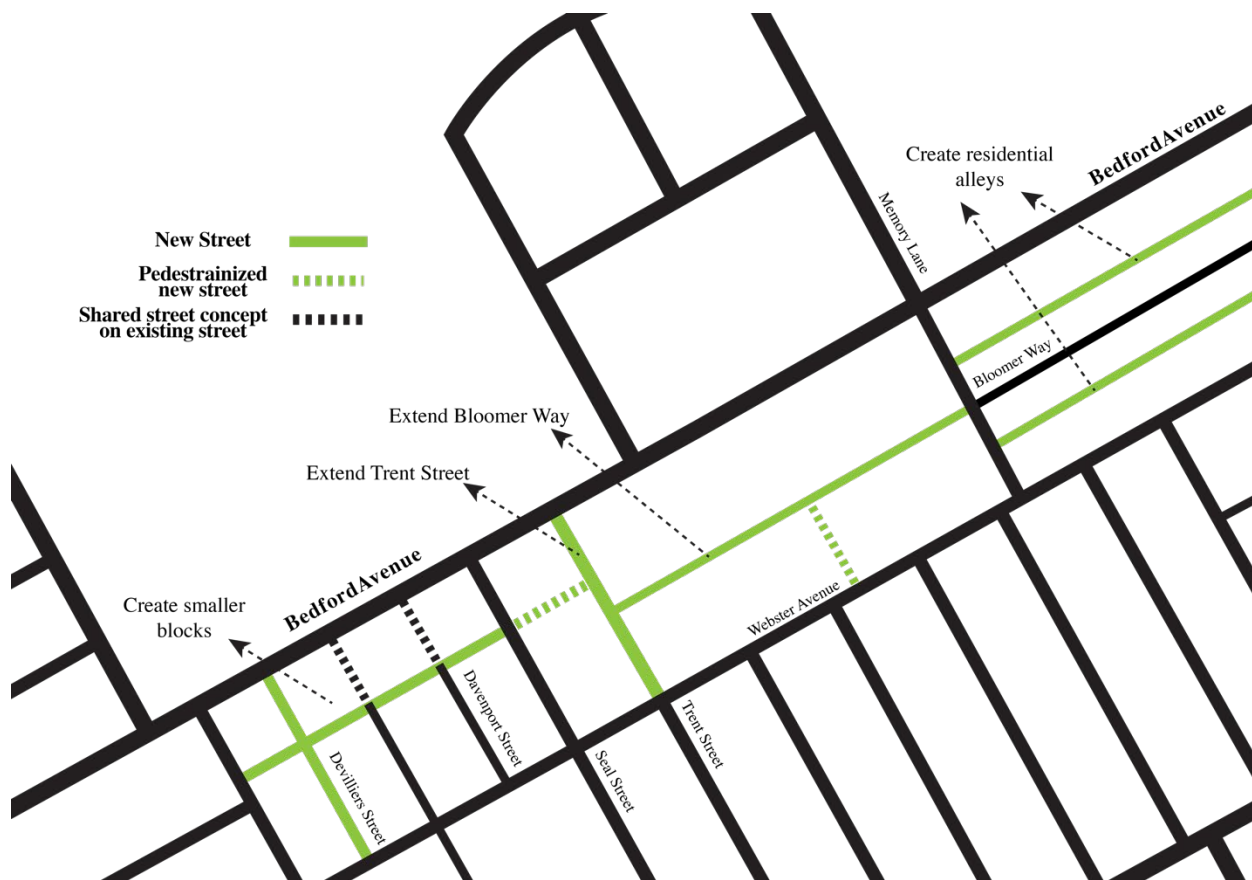 BedfordAvenue
Create residential
alleys
Memory Lane
New Street
Pedestrainized
new street
Shared street concept
on existing street
Bloomer Way
Extend Bloomer Way
Extend Trent Street
BedfordAvenue
Create smaller
blocks
Webster Avenue
Davenport Street
Trent Street
Devilliers Street
Seal Street